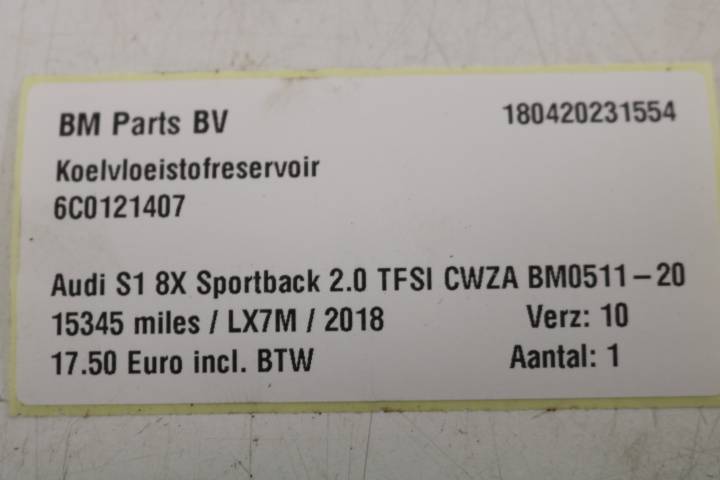 BM Parts BV 180420231554
Koelvloeistofreservoir
6C0121407
Audi S1 8X Sportback 2.0 TFSI CWZA BM0511-20
15345 miles / LX7M / 2018 Verz: 10
17.50 Euro incl. BTW Aantal: 1